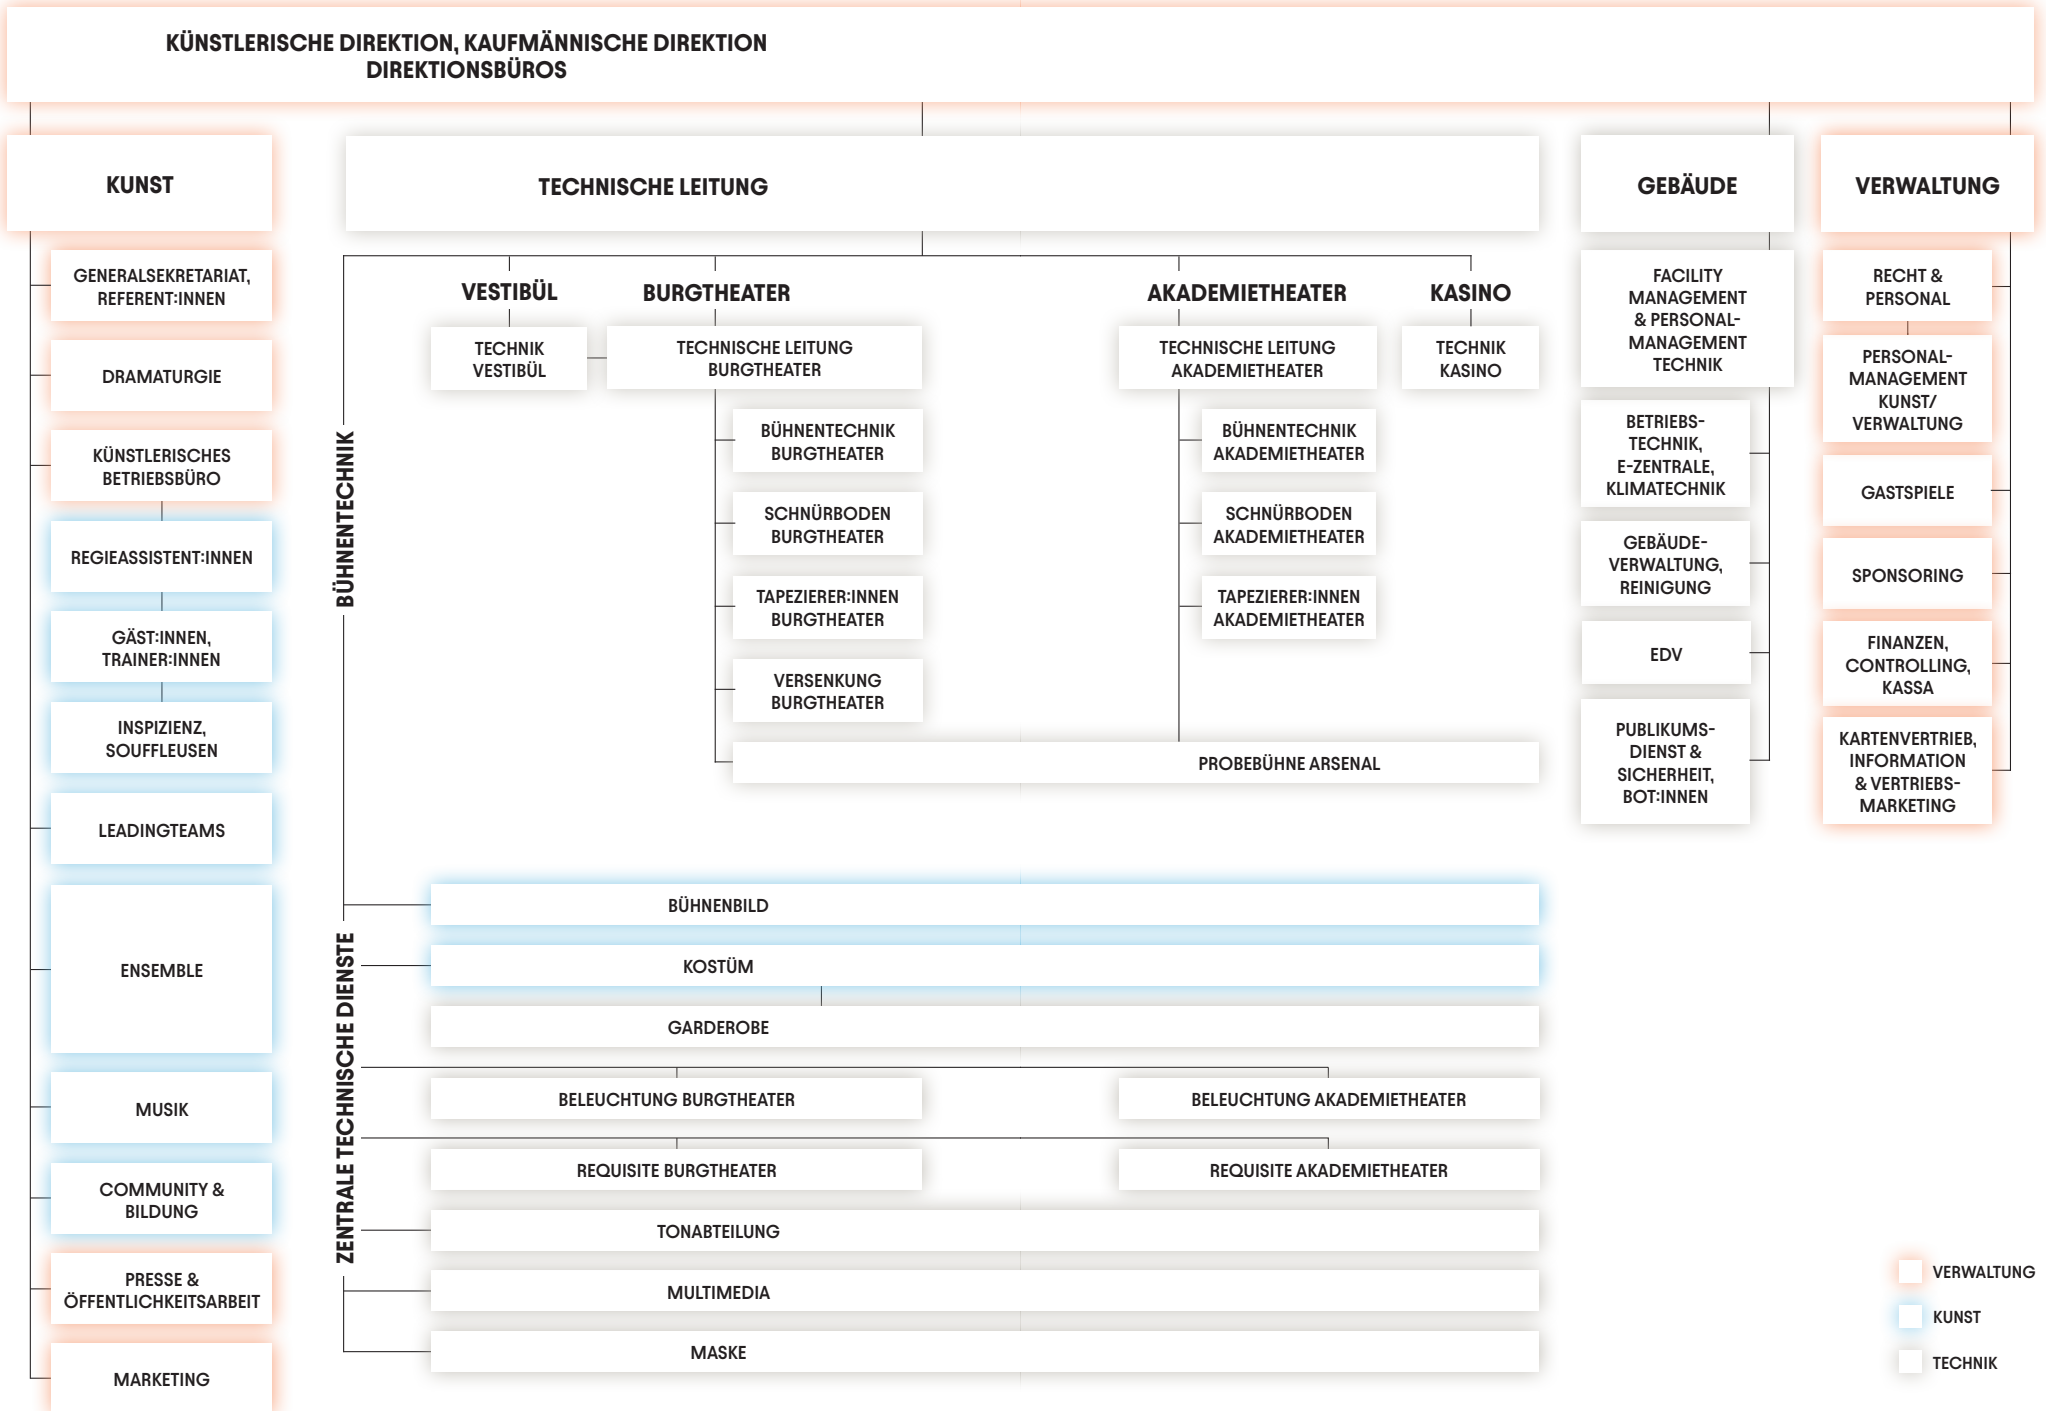 KÜNSTLERISCHE DIREKTION, KAUFMÄNNISCHE DIREKTION
DIREKTIONSBÜROS
KUNST
GENERALSEKRETARIAT,
REFERENT:INNEN
DRAMATURGIE
KÜNSTLERISCHES
BETRIEBSBÜRO
REGIEASSISTENT:INNEN
GÄST:INNEN,
TRAINER:INNEN
INSPIZIENZ,
SOUFFLEUSEN
LEADINGTEAMS
ENSEMBLE
MUSIK
COMMUNITY &
BILDUNG
PRESSE &
ÖFFENTLICHKEITSARBEIT
MARKETING
TECHNISCHE LEITUNG
BÜHNENTECHNIK
VESTIBÜL
TECHNIK
VESTIBÜL
BURGTHEATER
TECHNISCHE LEITUNG
BURGTHEATER
BÜHNENTECHNIK
BURGTHEATER
SCHNÜRBODEN
BURGTHEATER
TAPEZIERER:INNEN
BURGTHEATER
VERSENKUNG
BURGTHEATER
AKADEMIETHEATER
TECHNISCHE LEITUNG
AKADEMIETHEATER
BÜHNENTECHNIK
AKADEMIETHEATER
SCHNÜRBODEN
AKADEMIETHEATER
TAPEZIERER:INNEN
AKADEMIETHEATER
KASINO
TECHNIK
KASINO
PROBEBÜHNE ARSENAL
ZENTRALE TECHNISCHE DIENSTE
BÜHNENBILD
KOSTÜM
GARDEROBE
BELEUCHTUNG BURGTHEATER
BELEUCHTUNG AKADEMIETHEATER
REQUISITE BURGTHEATER
REQUISITE AKADEMIETHEATER
TONABTEILUNG
MULTIMEDIA
MASKE
GEBÄUDE
FACILITY
MANAGEMENT
& PERSONAL-
MANAGEMENT
TECHNIK
BETRIEBS-
TECHNIK,
E-ZENTRALE,
KLIMATECHNIK
GEBÄUDE-
VERWALTUNG,
REINIGUNG
EDV
PUBLIKUMS-
DIENST &
SICHERHEIT,
BOT:INNEN
VERWALTUNG
RECHT &
PERSONAL
PERSONAL-
MANAGEMENT
KUNST/
VERWALTUNG
GASTSPIELE
SPONSORING
FINANZEN,
CONTROLLING,
KASSA
KARTENVERTRIEB,
INFORMATION
& VERTRIEBS-
MARKETING
VERWALTUNG
KUNST
TECHNIK